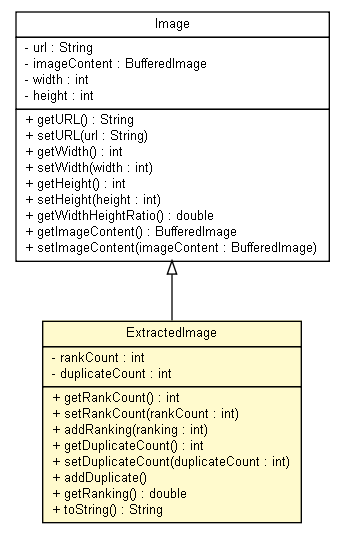 Image
- url : String
- imageContent : BufferedImage
- width : int
- height : int
+ getURL() : String
+ setURL(url : String)
+ getWidth() : int
+ setWidth(width : int)
+ getHeight() : int
+ setHeight(height : int)
+ getWidthHeightRatio() : double
+ getImageContent() : BufferedImage
+ setImageContent(imageContent : BufferedImage)
ExtractedImage
- rankCount : int
- duplicateCount : int
+ getRankCount() : int
+ setRankCount(rankCount : int)
+ addRanking(ranking : int)
+ getDuplicateCount() : int
+ setDuplicateCount(duplicateCount : int)
+ addDuplicate()
+ getRanking() : double
+ toString() : String